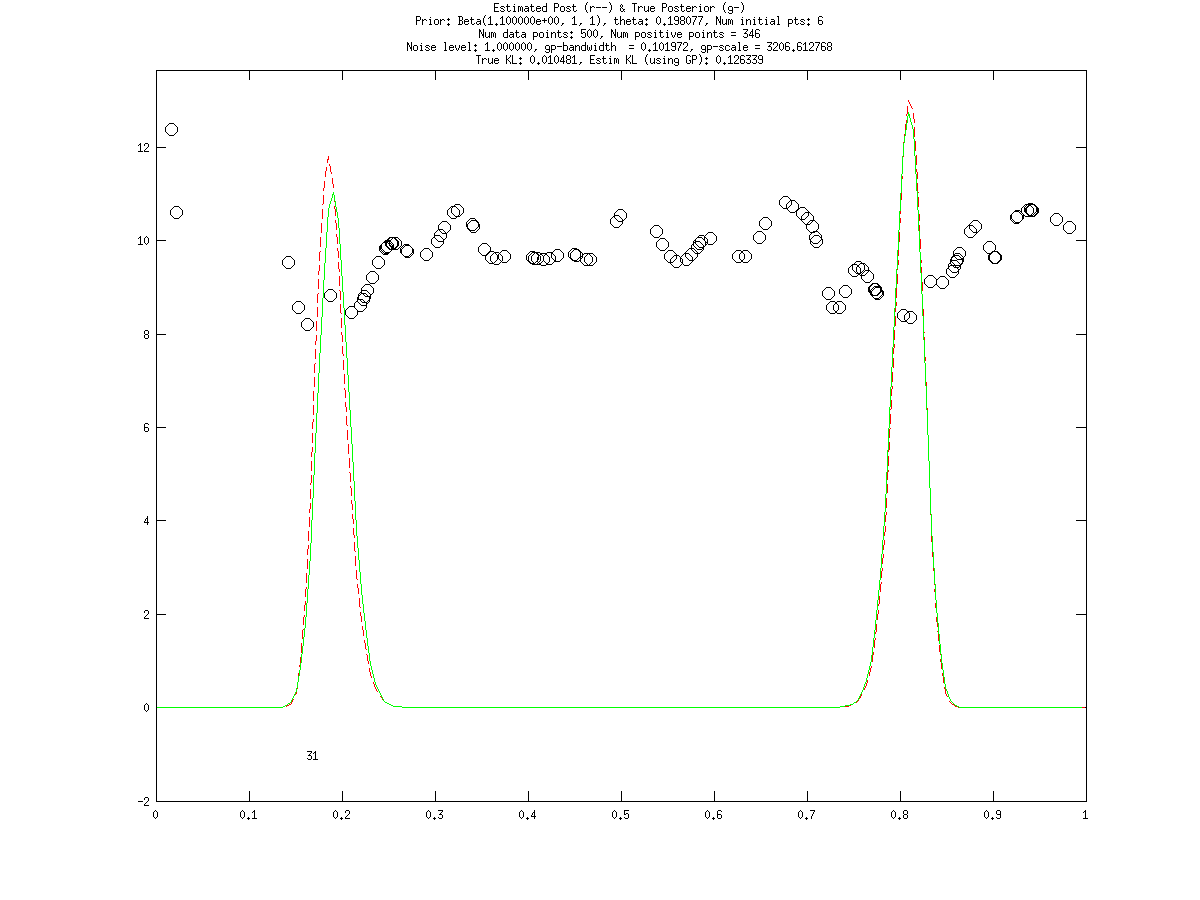 Estimated Post (r--) & True Posterior (g-)
Prior: Beta(1.100000e+00, 1, 1), theta: 0.198077, Num initial pts: 6
Num data points: 500, Num positive points = 346
Noise level: 1.000000, gp-bandwidth  = 0.101972, gp-scale = 3206.612768
True KL: 0.010481, Estim KL (using GP): 0.126339
12
10
8
6
4
2
0
31
-2
0 0.1 0.2 0.3 0.4 0.5 0.6 0.7 0.8 0.9 1